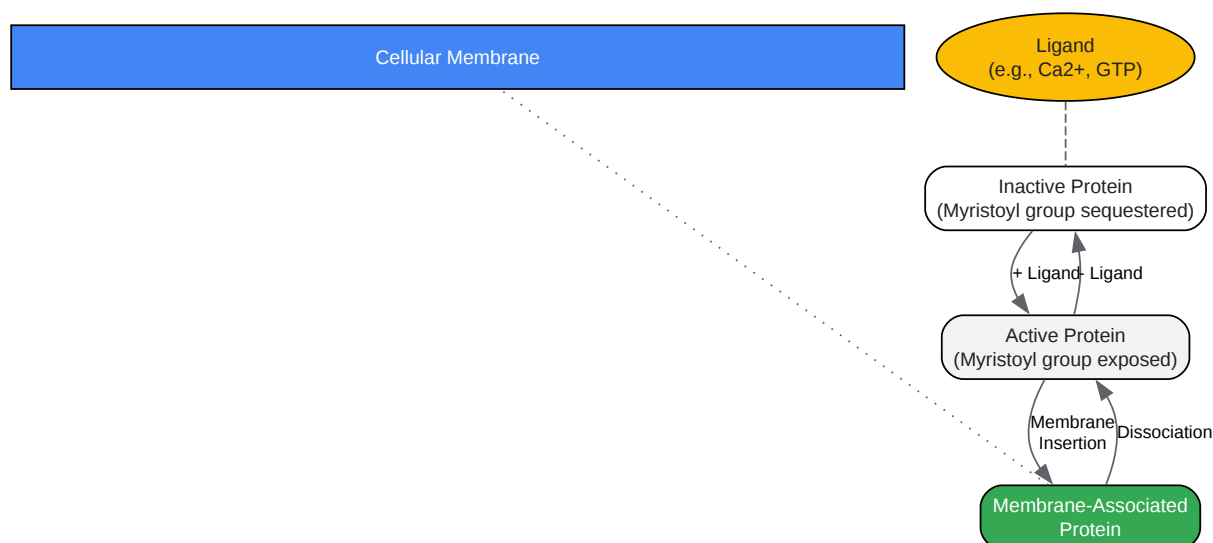 Cellular Membrane
Ligand
(e.g., Ca2+, GTP)
Inactive Protein
(Myristoyl group sequestered)
+ Ligand
- Ligand
Active Protein
(Myristoyl group exposed)
Membrane
Insertion
Dissociation
Membrane-Associated
Protein